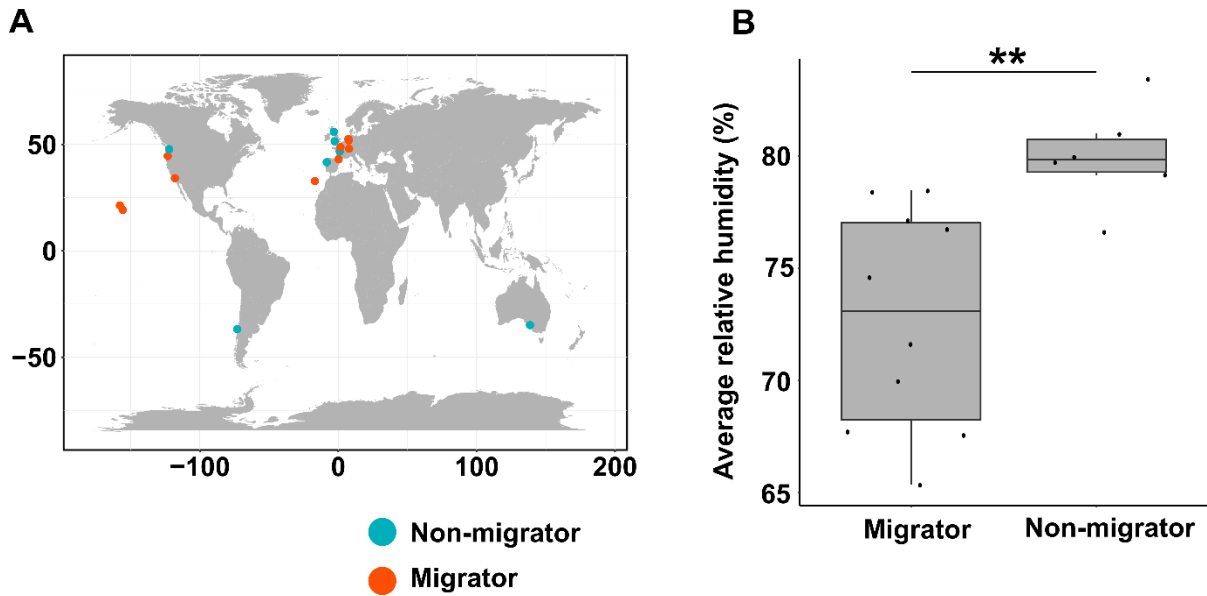 A
50
0
−50
−100
0
100
200
Non-migrator
Migrator
B
**
Average relative humidity (%)
80
75
70
65
Migrator
Non-migrator